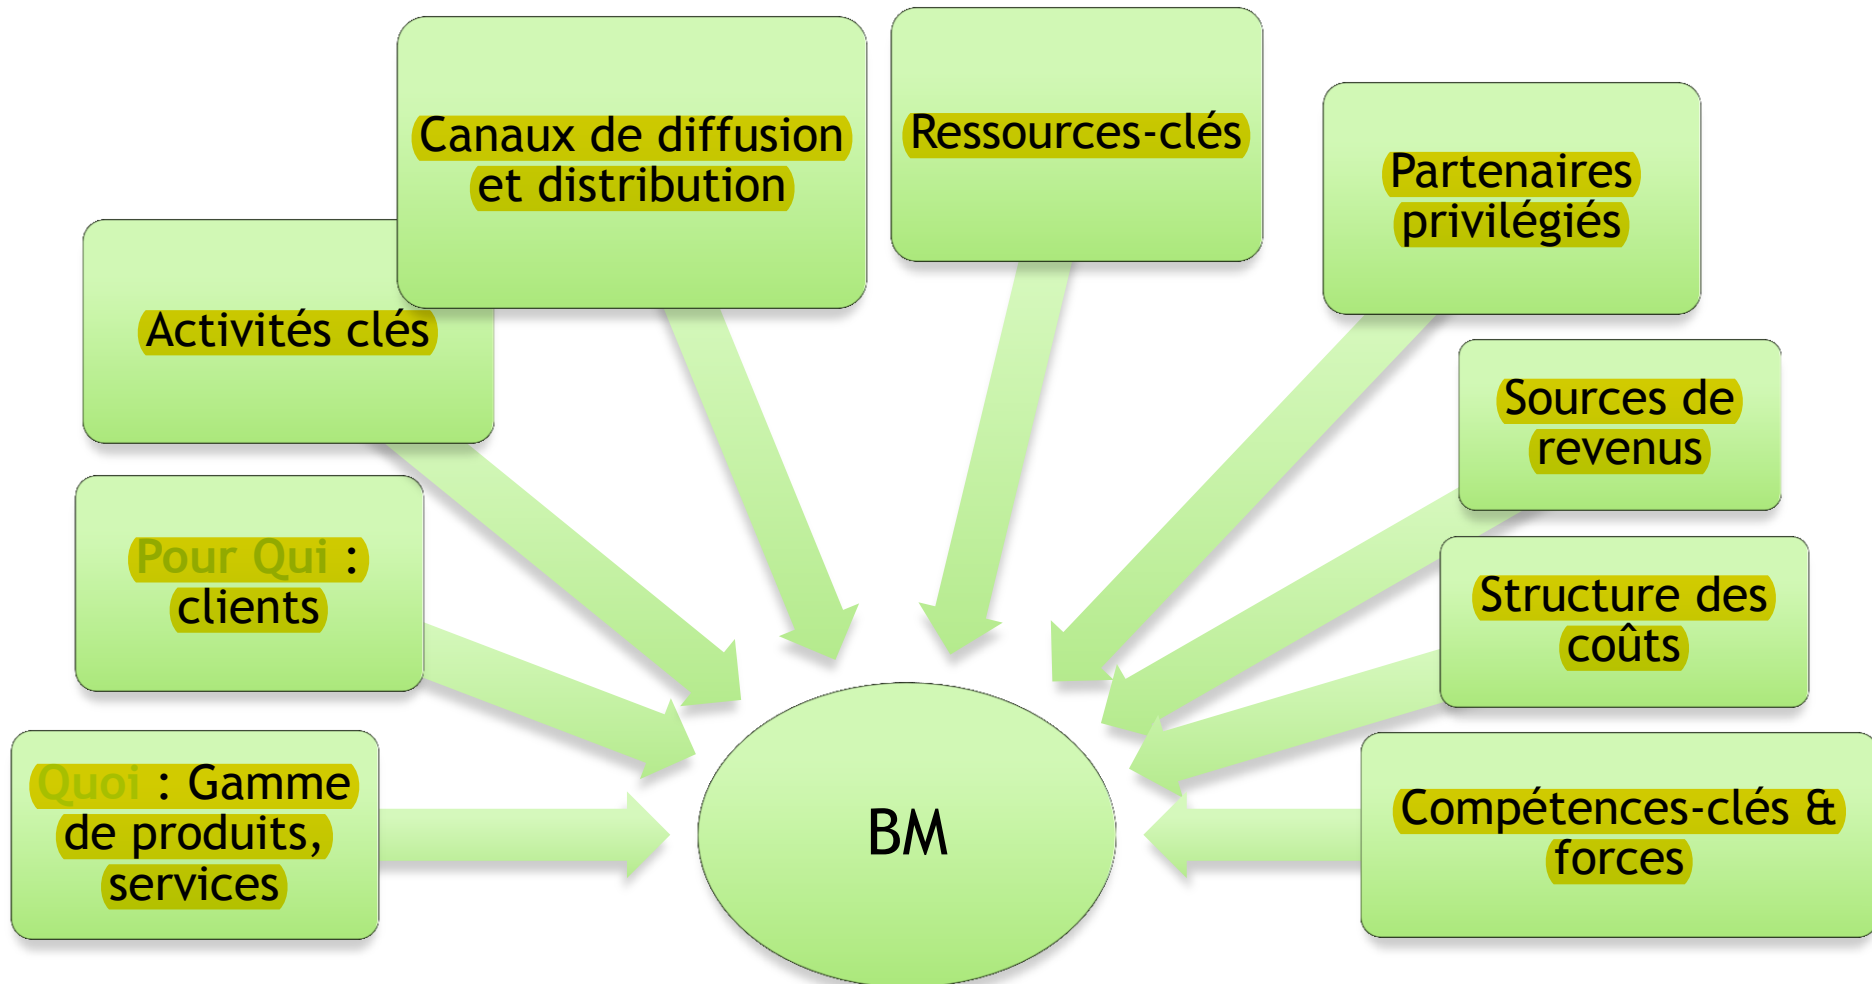 Canaux de diffusion
et distribution
Ressources-clés
Partenaires
privilégiés
Activités clés
Sources de
revenus
Pour Qui :
clients
Structure des
coûts
Quoi : Gamme
de produits,
services
BM
Compétences-clés &
forces